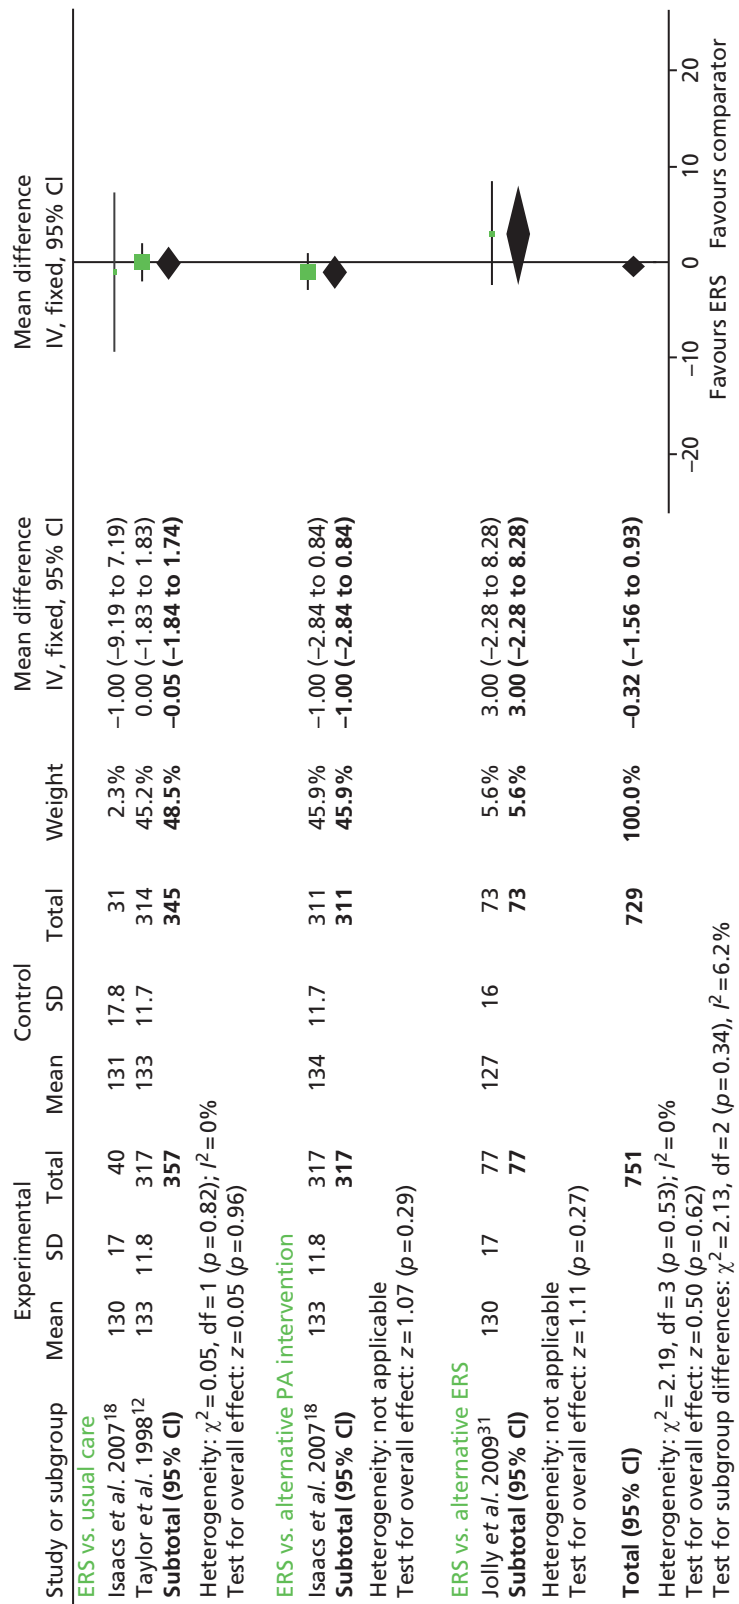 Experimental Control Mean difference Mean difference
Study or subgroup Mean SD Total Mean SD Total Weight IV, fixed, 95% CI IV, fixed, 95% CI
ERS vs. usual care
Isaacs et al. 2007¹⁸ 130 17 40 131 17.8 31 2.3% −1.00 (−9.19 to 7.19)
Taylor et al. 1998¹² 133 11.8 317 133 11.7 314 45.2% 0.00 (−1.83 to 1.83)
Subtotal (95% CI) 357 345 48.5% −0.05 (−1.84 to 1.74)
Heterogeneity: χ²=0.05, df=1 (p=0.82); I²=0%
Test for overall effect: z=0.05 (p=0.96)
ERS vs. alternative PA intervention
Isaacs et al. 2007¹⁸ 133 11.8 317 134 11.7 311 45.9% −1.00 (−2.84 to 0.84)
Subtotal (95% CI) 317 311 45.9% −1.00 (−2.84 to 0.84)
Heterogeneity: not applicable
Test for overall effect: z=1.07 (p=0.29)
ERS vs. alternative ERS
Jolly et al. 2009³¹ 130 17 77 127 16 73 5.6% 3.00 (−2.28 to 8.28)
Subtotal (95% CI) 77 73 5.6% 3.00 (−2.28 to 8.28)
Heterogeneity: not applicable
Test for overall effect: z=1.11 (p=0.27)
Total (95% CI) 751 729 100.0% −0.32 (−1.56 to 0.93)
Heterogeneity: χ²=2.19, df=3 (p=0.53); I²=0%
Test for overall effect: z=0.50 (p=0.62)
Test for subgroup differences: χ²=2.13, df=2 (p=0.34), I²=6.2%
−20 −10 0 10 20
Favours ERS Favours comparator